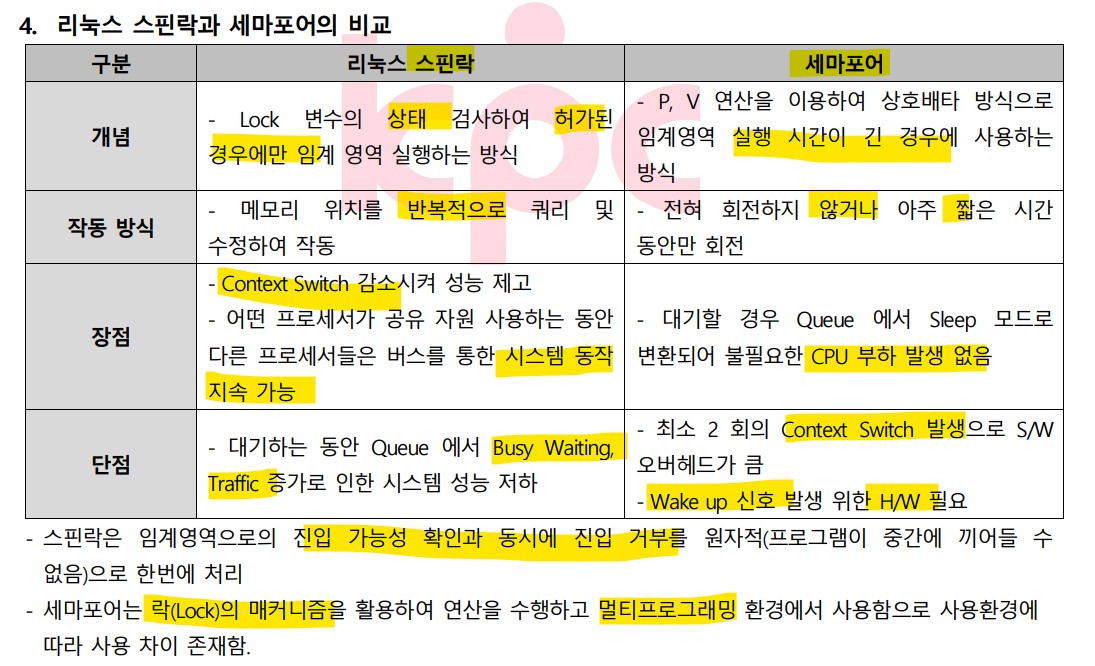 4. 리눅스 스핀락과 세마포어의 비교
구분 리눅스 스핀락 세마포어
개념
- Lock 변수의 상태 검사하여 허가된
경우에만 임계 영역 실행하는 방식
- P, V 연산을 이용하여 상호배타 방식으로
임계영역 실행 시간이 긴 경우에 사용하는
방식
작동 방식
- 메모리 위치를 반복적으로 쿼리 및
수정하여 작동
- 전혀 회전하지 않거나 아주 짧은 시간
동안만 회전
장점
- Context Switch 감소시켜 성능 제고
- 어떤 프로세서가 공유 자원 사용하는 동안
다른 프로세서들은 버스를 통한 시스템 동작
지속 가능
- 대기할 경우 Queue 에서 Sleep 모드로
변환되어 불필요한 CPU 부하 발생 없음
단점
- 대기하는 동안 Queue 에서 Busy Waiting,
Traffic 증가로 인한 시스템 성능 저하
- 최소 2 회의 Context Switch 발생으로 S/W
오버헤드가 큼
- Wake up 신호 발생 위한 H/W 필요
- 스핀락은 임계영역으로의 진입 가능성 확인과 동시에 진입 거부를 원자적(프로그램이 중간에 끼어들 수
없음)으로 한번에 처리
- 세마포어는 락(Lock)의 매커니즘을 활용하여 연산을 수행하고 멀티프로그래밍 환경에서 사용함으로 사용환경에
따라 사용 차이 존재함.
kpc